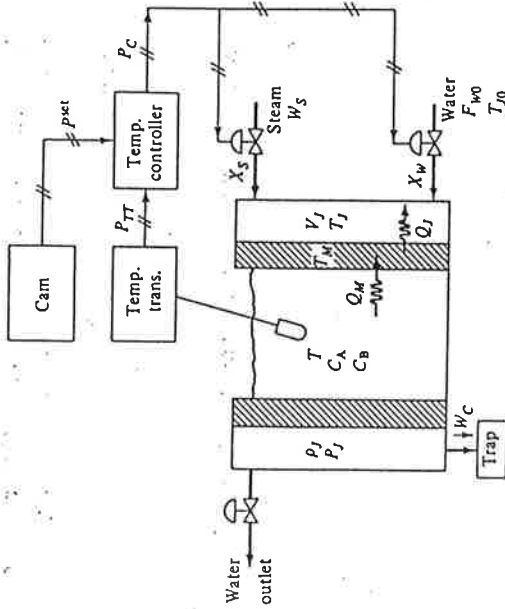 Cam
P^set
Temp.
trans.
P_TT
Temp.
controller
P_C
X_S
Steam
W_S
X_W
Water
F_W0
T_J0
V_J
T_J
T_M
Q_J
Q_M
T
C_A
C_B
ρ_J
P_J
W_C
Trap
Water
outlet